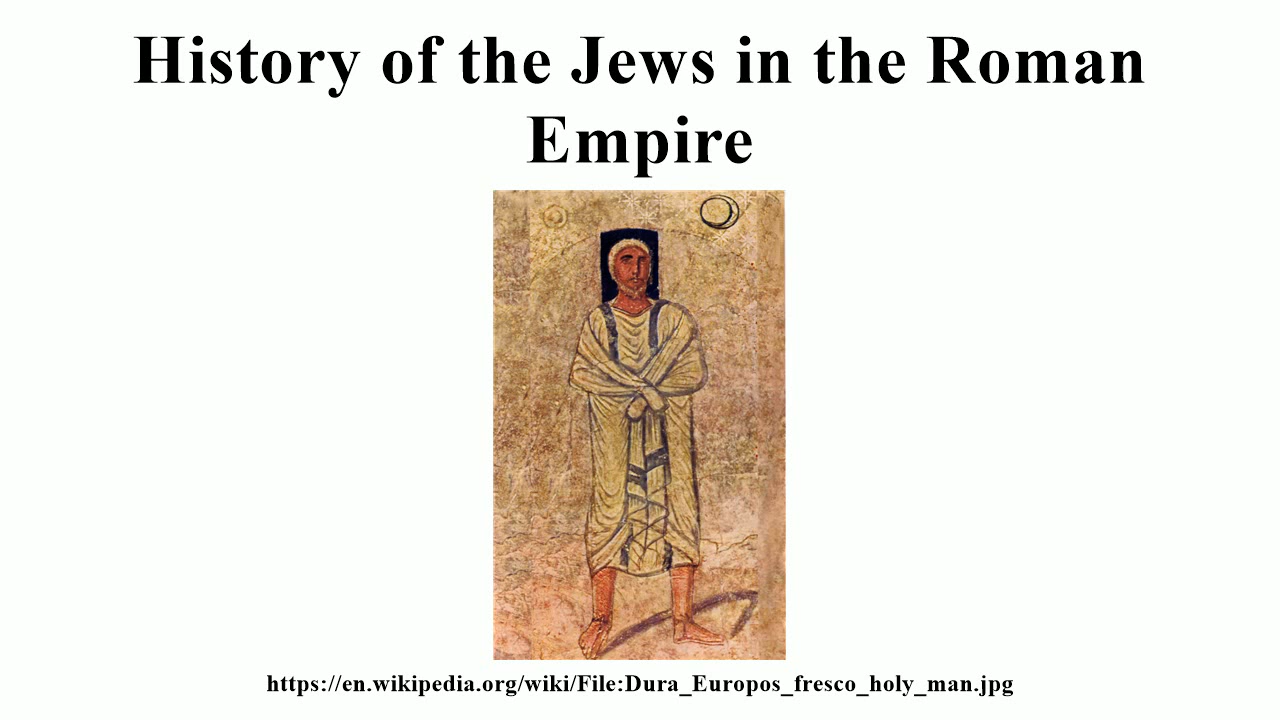 History of the Jews in the Roman
Empire
https://en.wikipedia.org/wiki/File:Dura_Europos_fresco_holy_man.jpg